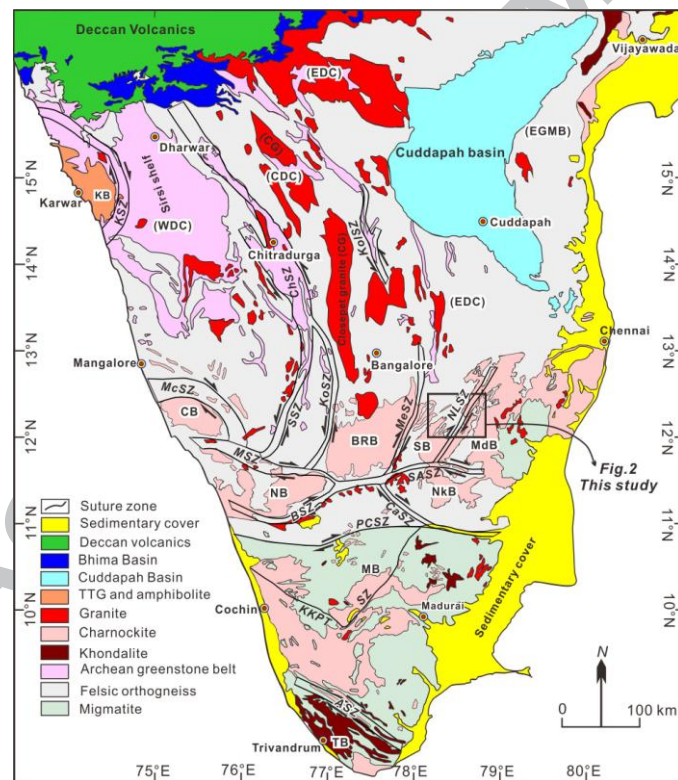 Deccan Volcanics
Vijayawada
(EDC)
(EGMB)
(CG)
Dharwar
Cuddapah basin
15°N
Sirsi shelf
(CDC)
15°N
KB
Karwar
KSZ
(WDC)
KolSZ
Cuddapah
Chitradurga
14°N
ChSZ
Closepet granite (CG)
14°N
(EDC)
Chennai
13°N
Mangalore
Bangalore
13°N
McSZ
SSZ
KoSZ
MeSZ
NLSZ
CB
12°N
BRB
SB
MdB
12°N
MSZ
SASZ
Fig.2
This study
NB
NkB
BSZ
CaSZ
11°N
PCSZ
11°N
Suture zone
Sedimentary cover
Deccan volcanics
Bhima Basin
Cuddapah Basin
TTG and amphibolite
Granite
Charnockite
Khondalite
Archean greenstone belt
Felsic orthogneiss
Migmatite
MB
SZ
10°N
Cochin
KKPT
Madurai
10°N
Sedimentary cover
N
ASZ
0 100 km
Trivandrum
TB
75°E 76°E 77°E 78°E 79°E 80°E